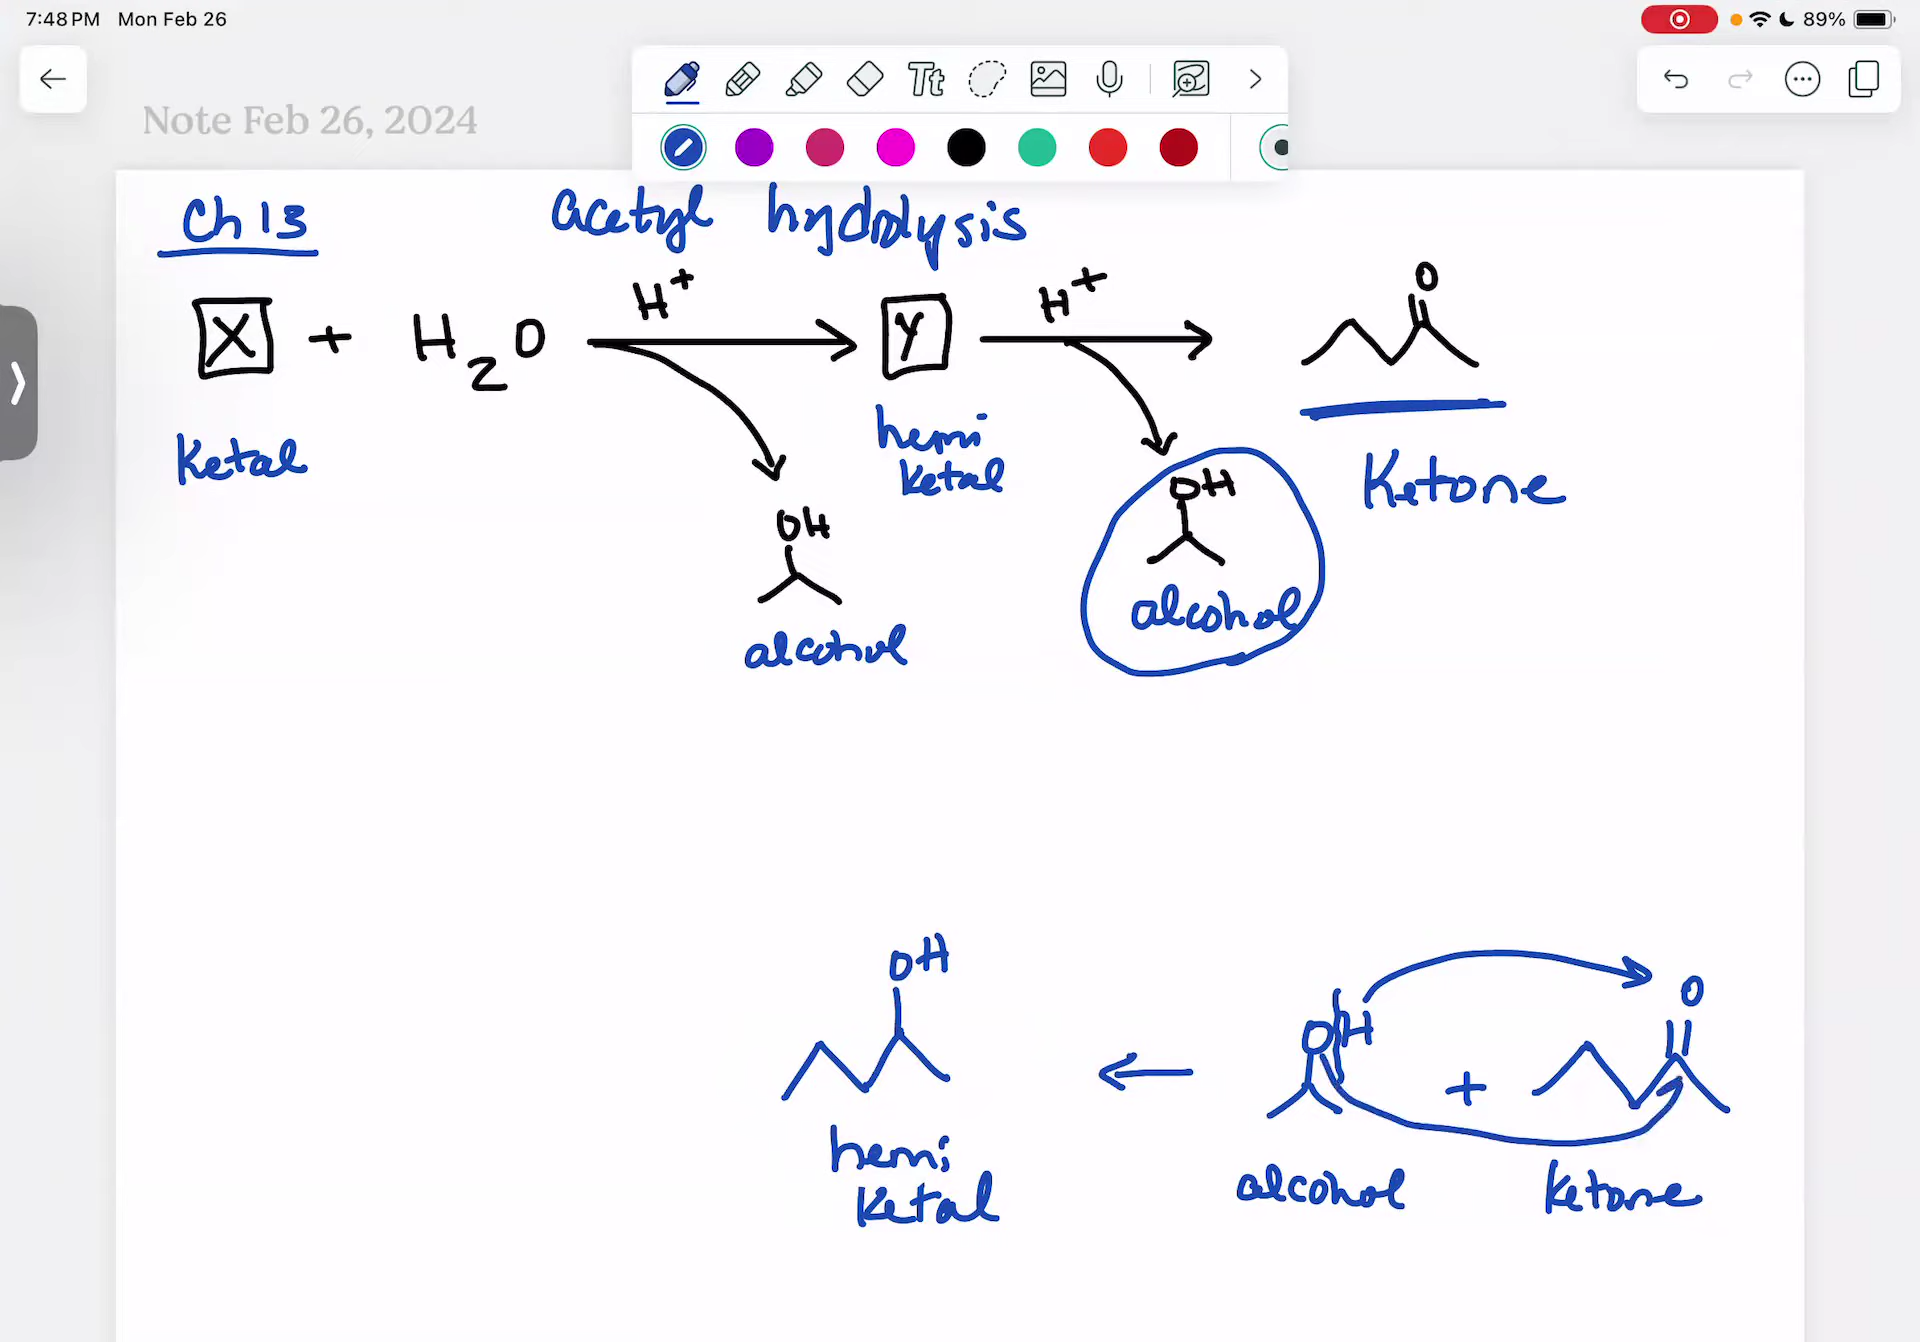 7:48 PM Mon Feb 26
89%
Tt
Note Feb 26, 2024
Ch 13
acetyl hydrolysis
X + H2O
H+
Y
H+
O
Ketal
hemi
ketal
Ketone
OH
alcohol
OH
alcohol
OH
hemi
ketal
OH
+
O
alcohol
ketone